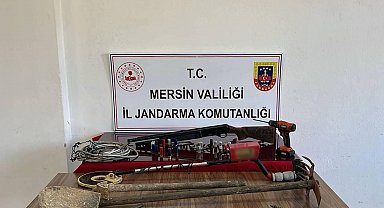 T.C.
MERSİN VALİLİĞİ
İL JANDARMA KOMUTANLIĞI